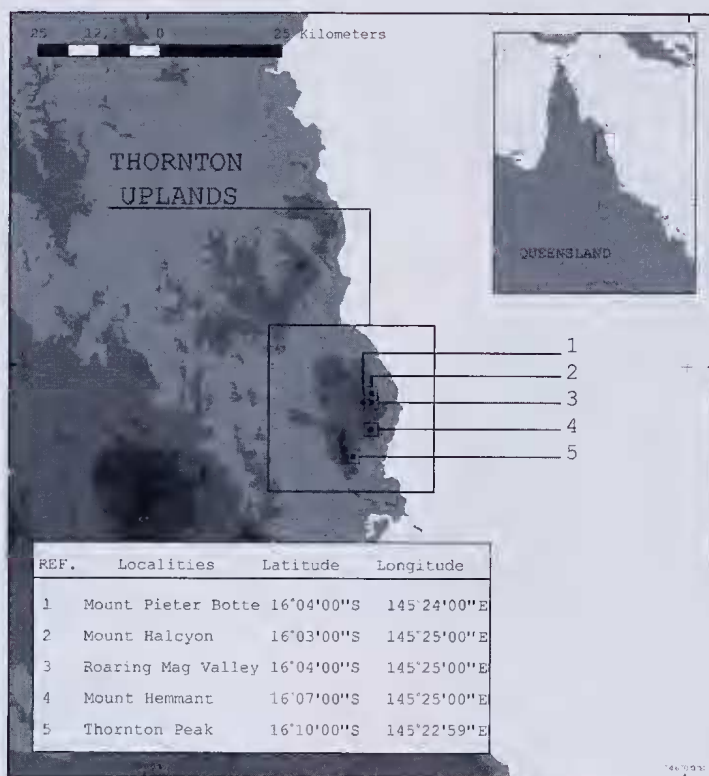 25 12.5 0 25 Kilometers
THORNTON
UPLANDS
QUEENSLAND
1
2
3
4
5
REF. Localities Latitude Longitude
1 Mount Pieter Botte 16°04'00"S 145°24'00"E
2 Mount Halcyon 16°03'00"S 145°25'00"E
3 Roaring Mag Valley 16°04'00"S 145°25'00"E
4 Mount Hemmant 16°07'00"S 145°25'00"E
5 Thornton Peak 16°10'00"S 145°22'59"E